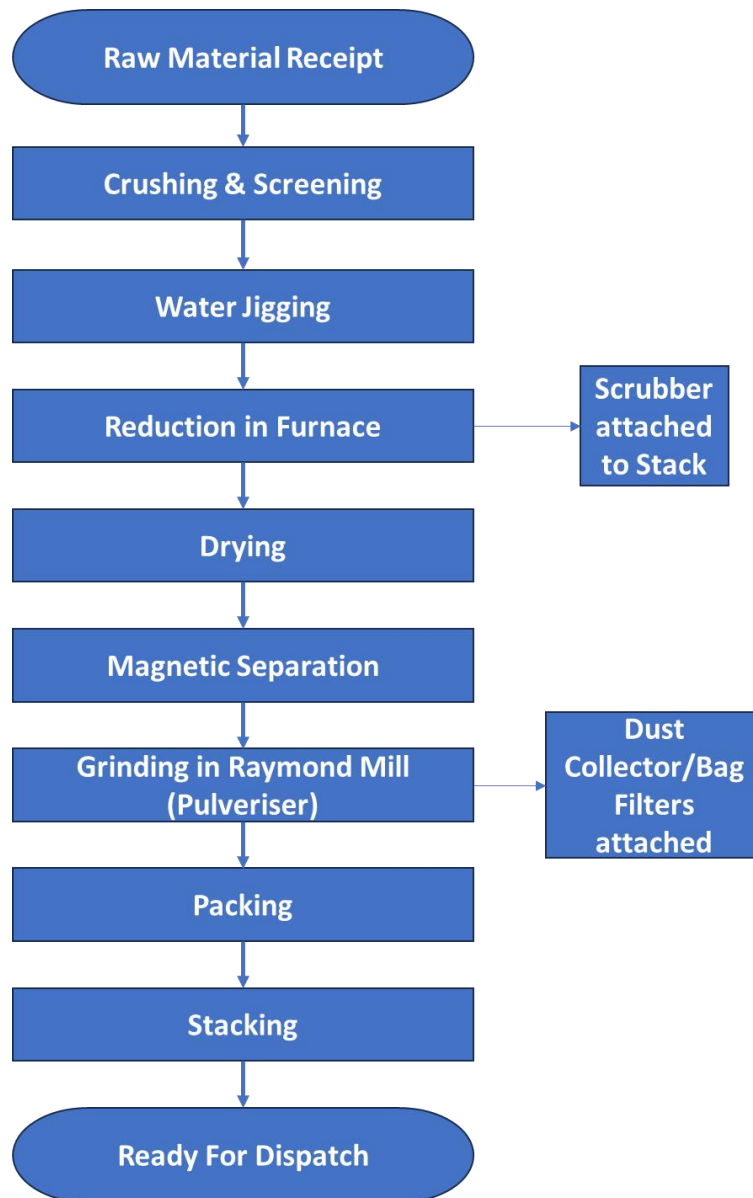 Raw Material Receipt
Crushing & Screening
Water Jigging
Reduction in Furnace
Scrubber
attached
to Stack
Drying
Magnetic Separation
Grinding in Raymond Mill
(Pulveriser)
Dust
Collector/Bag
Filters
attached
Packing
Stacking
Ready For Dispatch